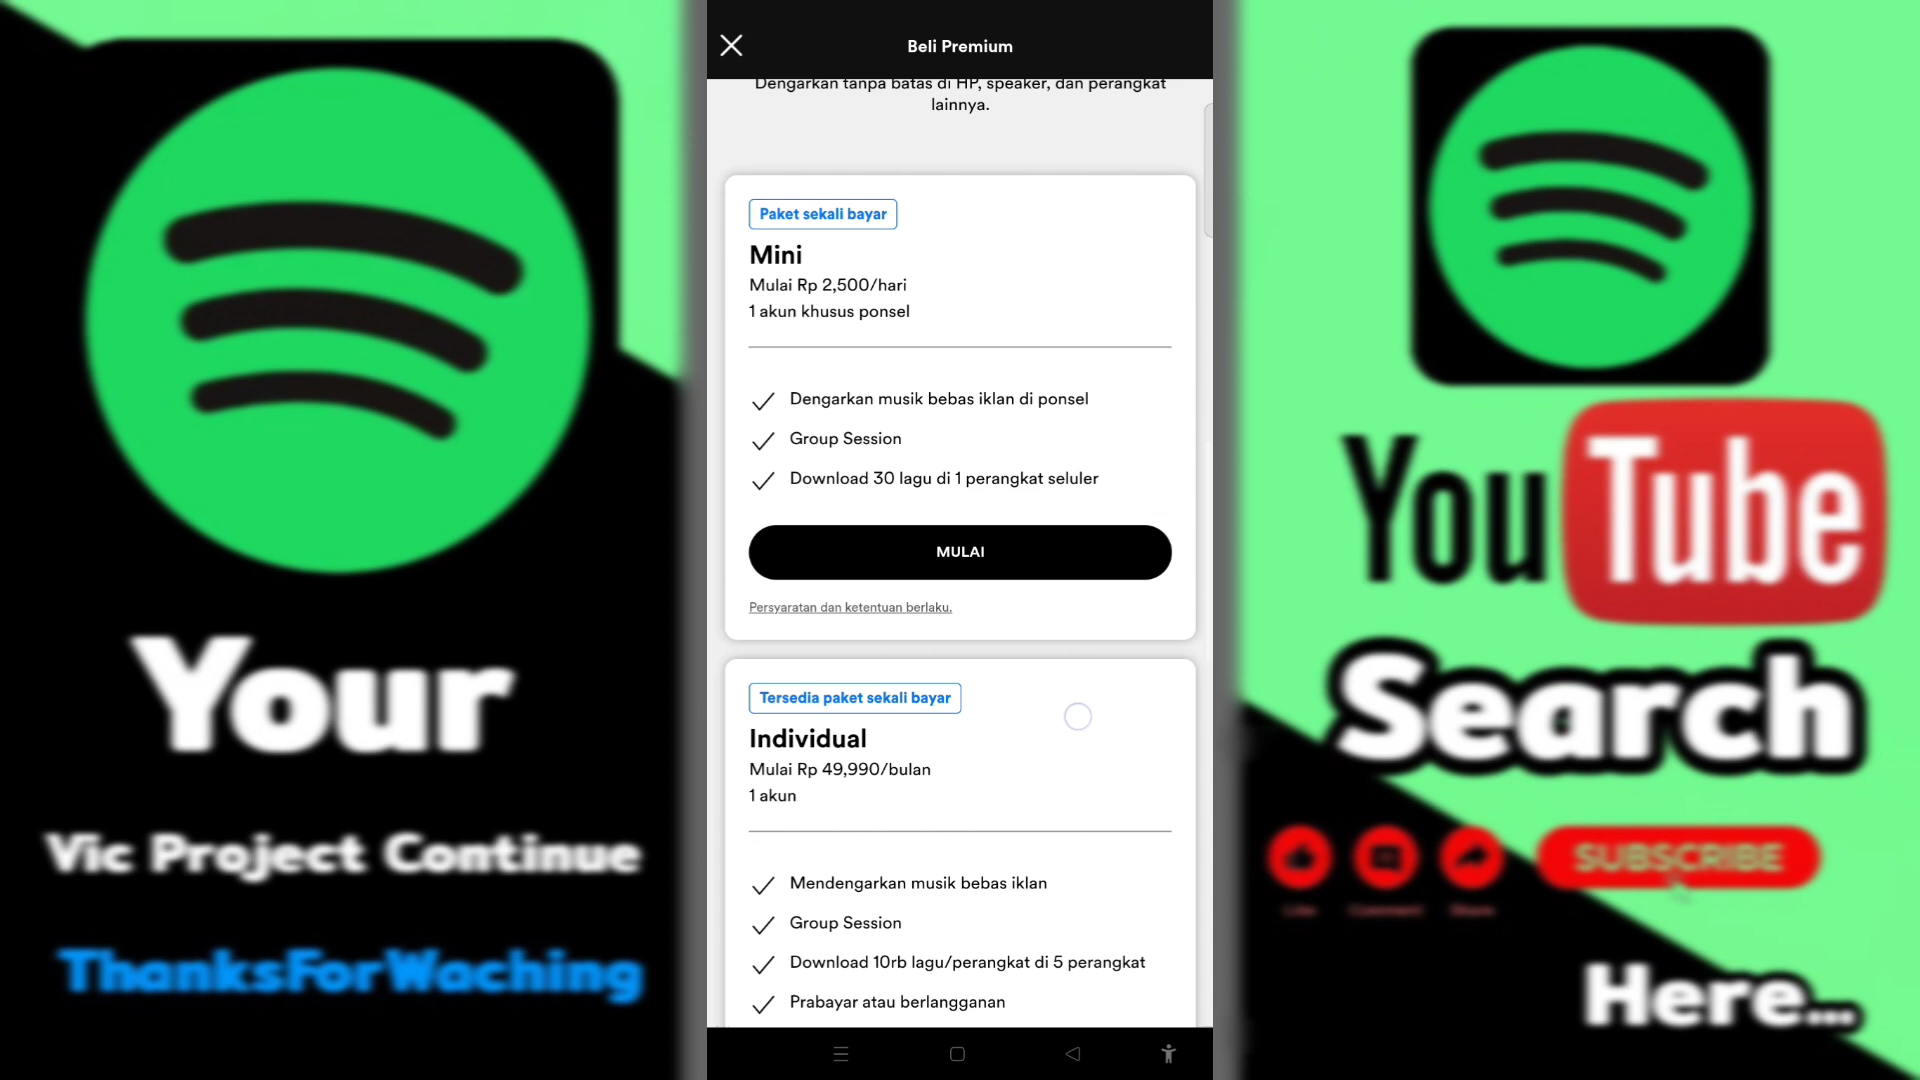 Beli Premium
Dengarkan tanpa batas di HP, speaker, dan perangkat
lainnya.
Paket sekali bayar
Mini
Mulai Rp 2,500/hari
1 akun khusus ponsel
Dengarkan musik bebas iklan di ponsel
Group Session
Download 30 lagu di 1 perangkat seluler
MULAI
Persyaratan dan ketentuan berlaku.
Tersedia paket sekali bayar
Individual
Mulai Rp 49,990/bulan
1 akun
Mendengarkan musik bebas iklan
Group Session
Download 10rb lagu/perangkat di 5 perangkat
Prabayar atau berlangganan
Your
Vic Project Continue
ThanksForWaching
YouTube
Search
SUBSCRIBE
Like
Comment
Share
Here...